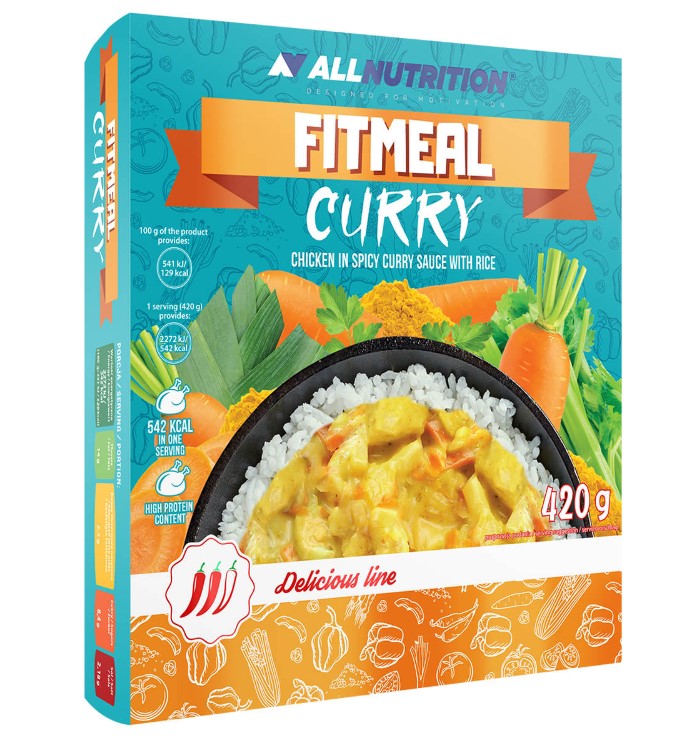 ALLNUTRITION®
DESIGNED FOR MOTIVATION
FITMEAL
CURRY
CHICKEN IN SPICY CURRY SAUCE WITH RICE
100 g of the product
provides:
541 kJ/
129 kcal
1 serving (420 g)
provides:
2272 kJ/
542 kcal
542 KCAL
IN ONE
SERVING
HIGH PROTEIN
CONTENT
420 g
Delicious line
FITMEAL
CURRY
PORCJA / SERVING / PORTION: